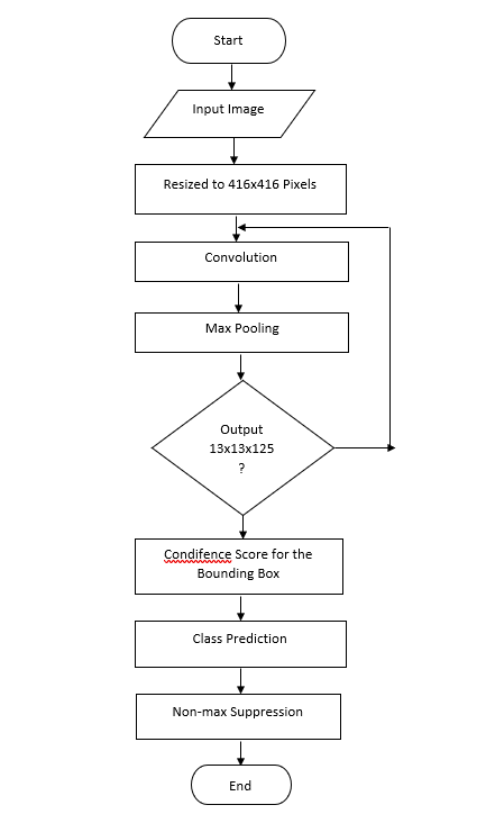 Start
Input Image
Resized to 416x416 Pixels
Convolution
Max Pooling
Output
13x13x125
?
Condifence Score for the
Bounding Box
Class Prediction
Non-max Suppression
End